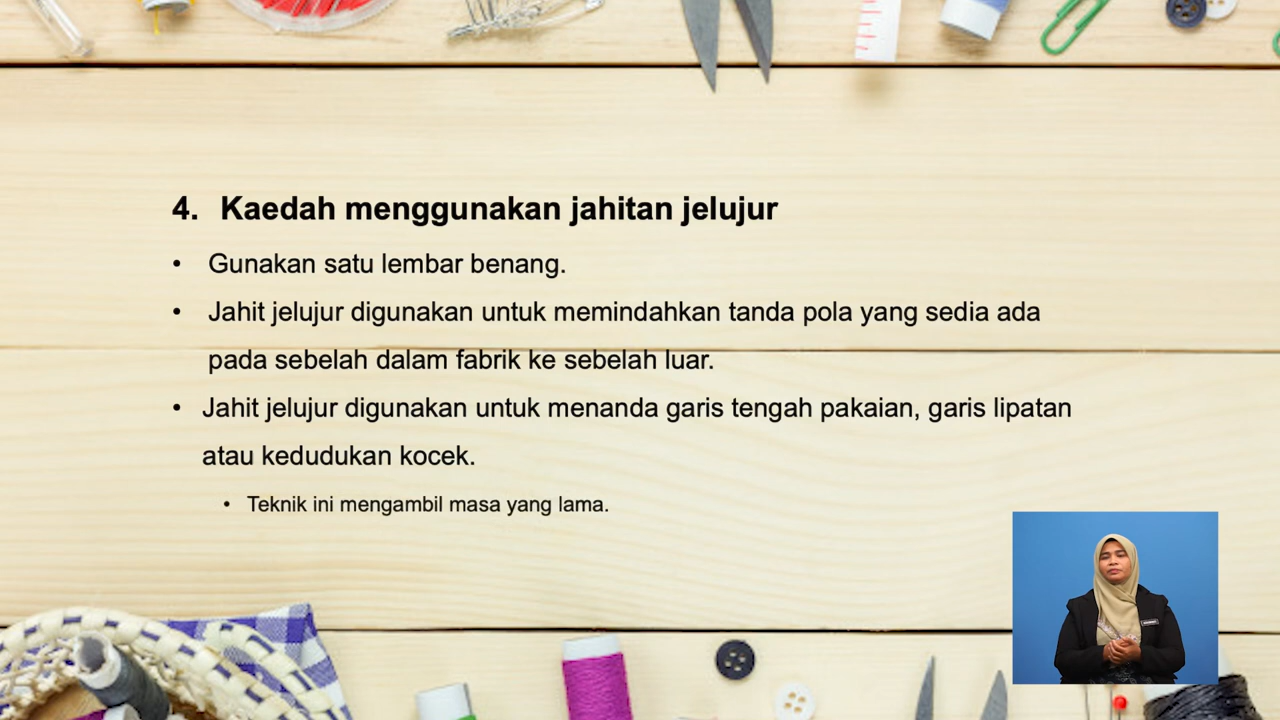 4. Kaedah menggunakan jahitan jelujur
• Gunakan satu lembar benang.
• Jahit jelujur digunakan untuk memindahkan tanda pola yang sedia ada
pada sebelah dalam fabrik ke sebelah luar.
• Jahit jelujur digunakan untuk menanda garis tengah pakaian, garis lipatan
atau kedudukan kocek.
• Teknik ini mengambil masa yang lama.